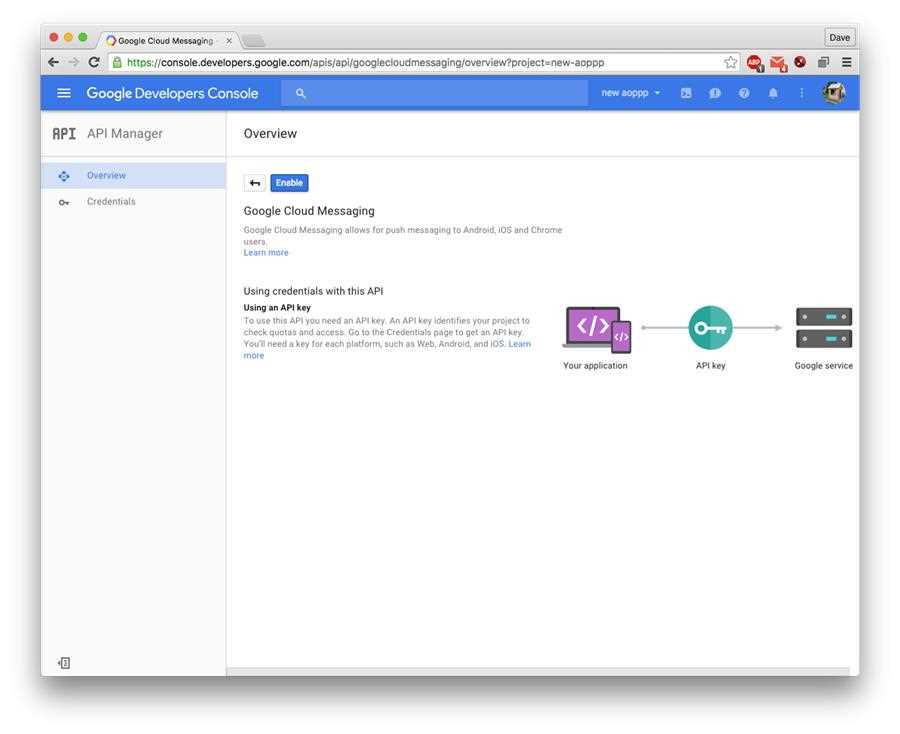 Google Cloud Messaging -
Dave
https://console.developers.google.com/apis/api/googlecloudmessaging/overview?project=new-aoppp
Google Developers Console
new aoppp
API API Manager
Overview
Overview
Credentials
Enable
Google Cloud Messaging
Google Cloud Messaging allows for push messaging to Android, iOS and Chrome
users.
Learn more
Using credentials with this API
Using an API key
To use this API you need an API key. An API key identifies your project to
check quotas and access. Go to the Credentials page to get an API key.
You'll need a key for each platform, such as Web, Android, and iOS. Learn
more
</>
</>
Your application
API key
Google service